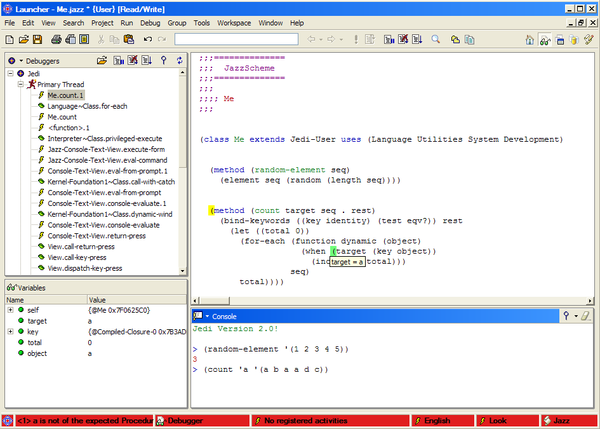 Launcher - Me.jazz * {User} [Read/Write]
File Edit View Search Project Run Debug Group Tools Workspace Window Help
Debuggers
Jedi
Primary Thread
Me.count.1
Language~Class.for-each
Me.count
<function>.1
Interpreter~Class.privileged-execute
Jazz-Console-Text-View.execute-form
Jazz-Console-Text-View.eval-command
Console-Text-View.eval-from-prompt.1
Kernel-Foundation1~Class.call-with-catch
Console-Text-View.eval-from-prompt
Console-Text-View.console-evaluate.1
Kernel-Foundation1~Class.dynamic-wind
Console-Text-View.console-evaluate
Console-Text-View.return-press
View.call-return-press
View.call-key-press
View.dispatch-key-press
Variables
Name Value
self {@Me 0x7F0625C0}
target a
key {@Compiled-Closure-0 0x7B3AD
total 0
object a
;;;==============
;;;  JazzScheme
;;;==============
;;;
;;;; Me
;;;
(class Me extends Jedi-User uses (Language Utilities System Development)
(method (random-element seq)
(element seq (random (length seq))))
(method (count target seq . rest)
(bind-keywords ((key identity) (test eqv?)) rest
(let ((total 0))
(for-each (function dynamic (object)
(when (target (key object))
(in target = a total)))
seq)
total))))
Console
Jedi Version 2.0!
> (random-element '(1 2 3 4 5))
3
> (count 'a '(a b a a d c))
<1> a is not of the expected Procedur
Debugger
No registered activities
English
Look
Jazz